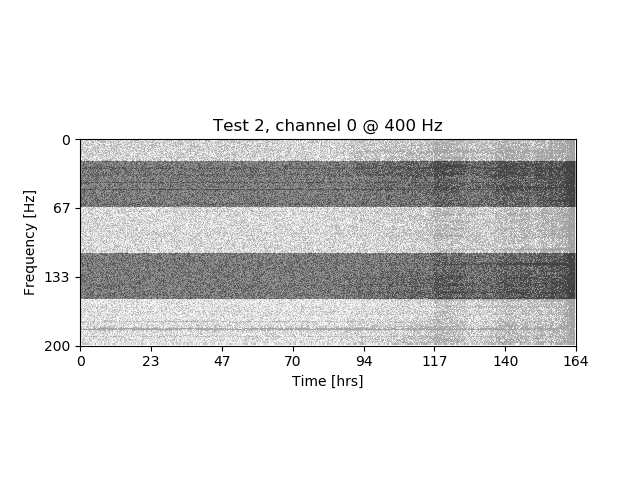 Test 2, channel 0 @ 400 Hz
0
67
133
200
Frequency [Hz]
0 23 47 70 94 117 140 164
Time [hrs]